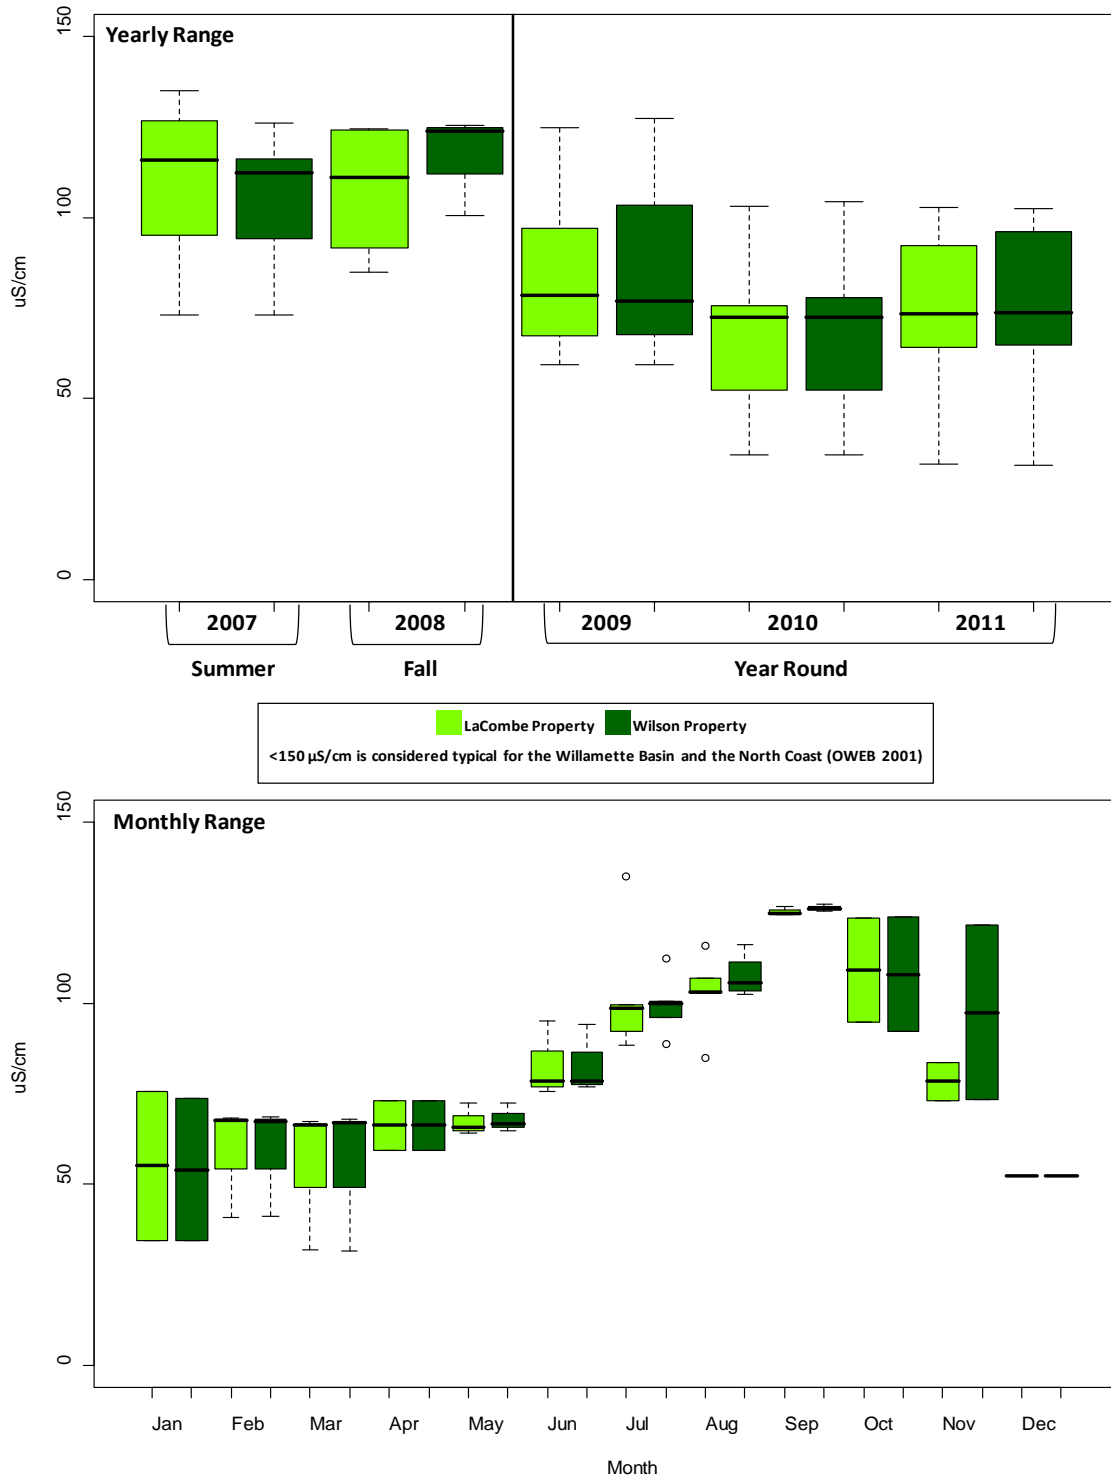 Yearly Range
150
100
50
0
uS/cm
2007 2008 2009 2010 2011
Summer Fall Year Round
LaCombe Property Wilson Property
<150 µS/cm is considered typical for the Willamette Basin and the North Coast (OWEB 2001)
Monthly Range
150
100
50
0
uS/cm
Jan Feb Mar Apr May Jun Jul Aug Sep Oct Nov Dec
Month